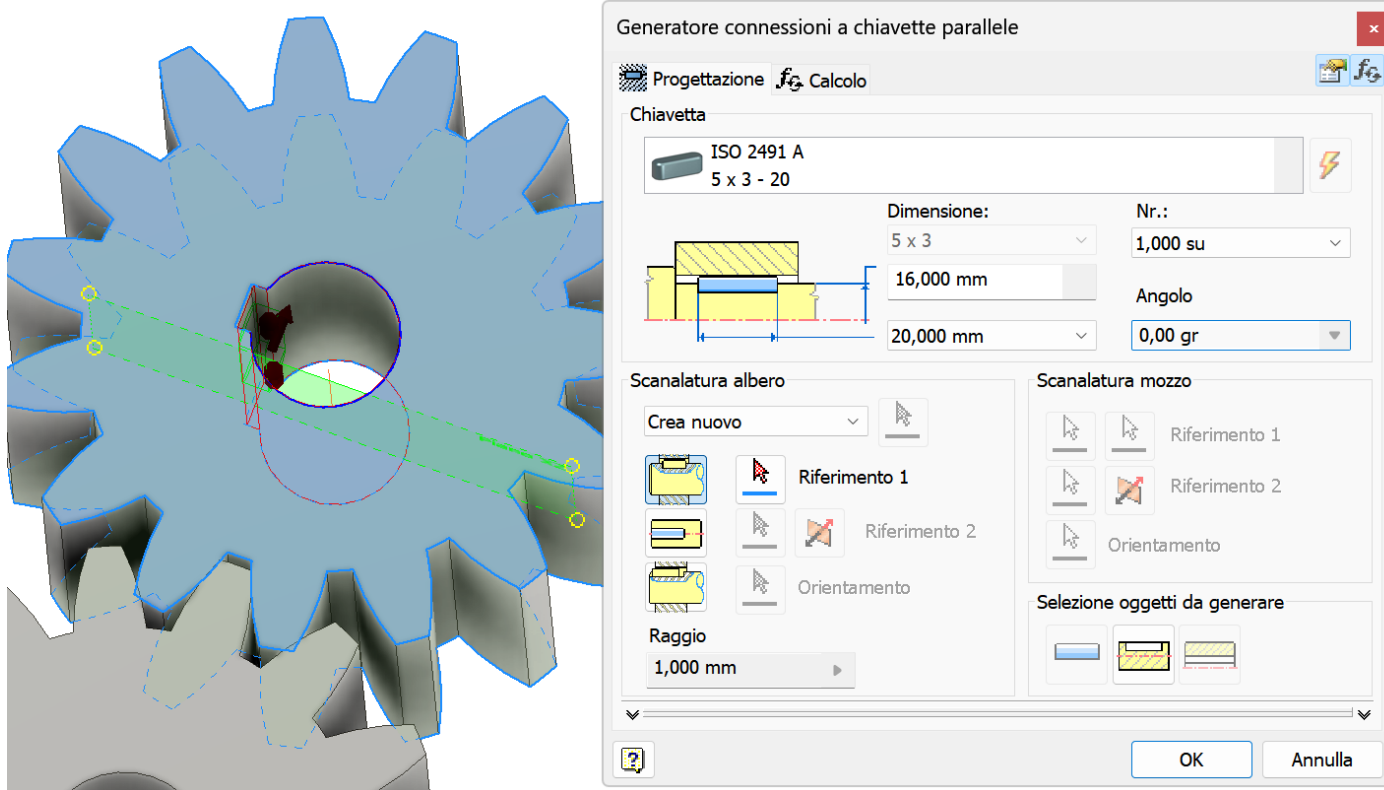 Generatore connessioni a chiavette parallele
Progettazione
Calcolo
Chiavetta
ISO 2491 A
5 x 3 - 20
Dimensione:
Nr.:
5 x 3
1,000 su
16,000 mm
Angolo
20,000 mm
0,00 gr
Scanalatura albero
Crea nuovo
Riferimento 1
Riferimento 2
Orientamento
Raggio
1,000 mm
Scanalatura mozzo
Riferimento 1
Riferimento 2
Orientamento
Selezione oggetti da generare
OK
Annulla